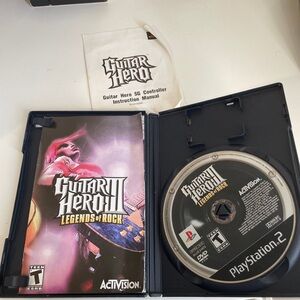 Guitar
Hero
Guitar Hero SG Controller
Instruction Manual
Guitar III
Hero
LEGENDS of ROCK
TEEN
T
ACTIVISION
Guitar III
Hero
LEGENDS of ROCK
ACTIVISION
DVD
T
PlayStation 2